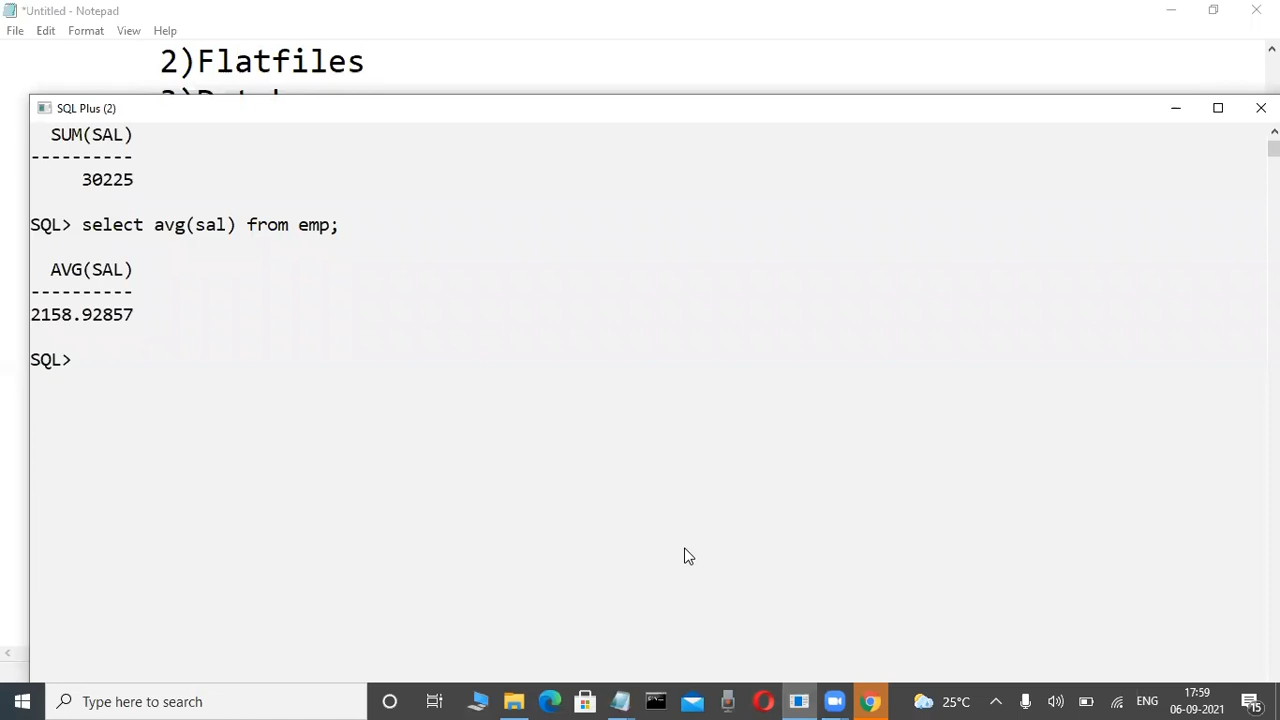 *Untitled - Notepad
File Edit Format View Help
2)Flatfiles
SQL Plus (2)
SUM(SAL)
----------
30225
SQL> select avg(sal) from emp;
AVG(SAL)
----------
2158.92857
SQL>
Type here to search
25°C
ENG
17:59
06-09-2021
15